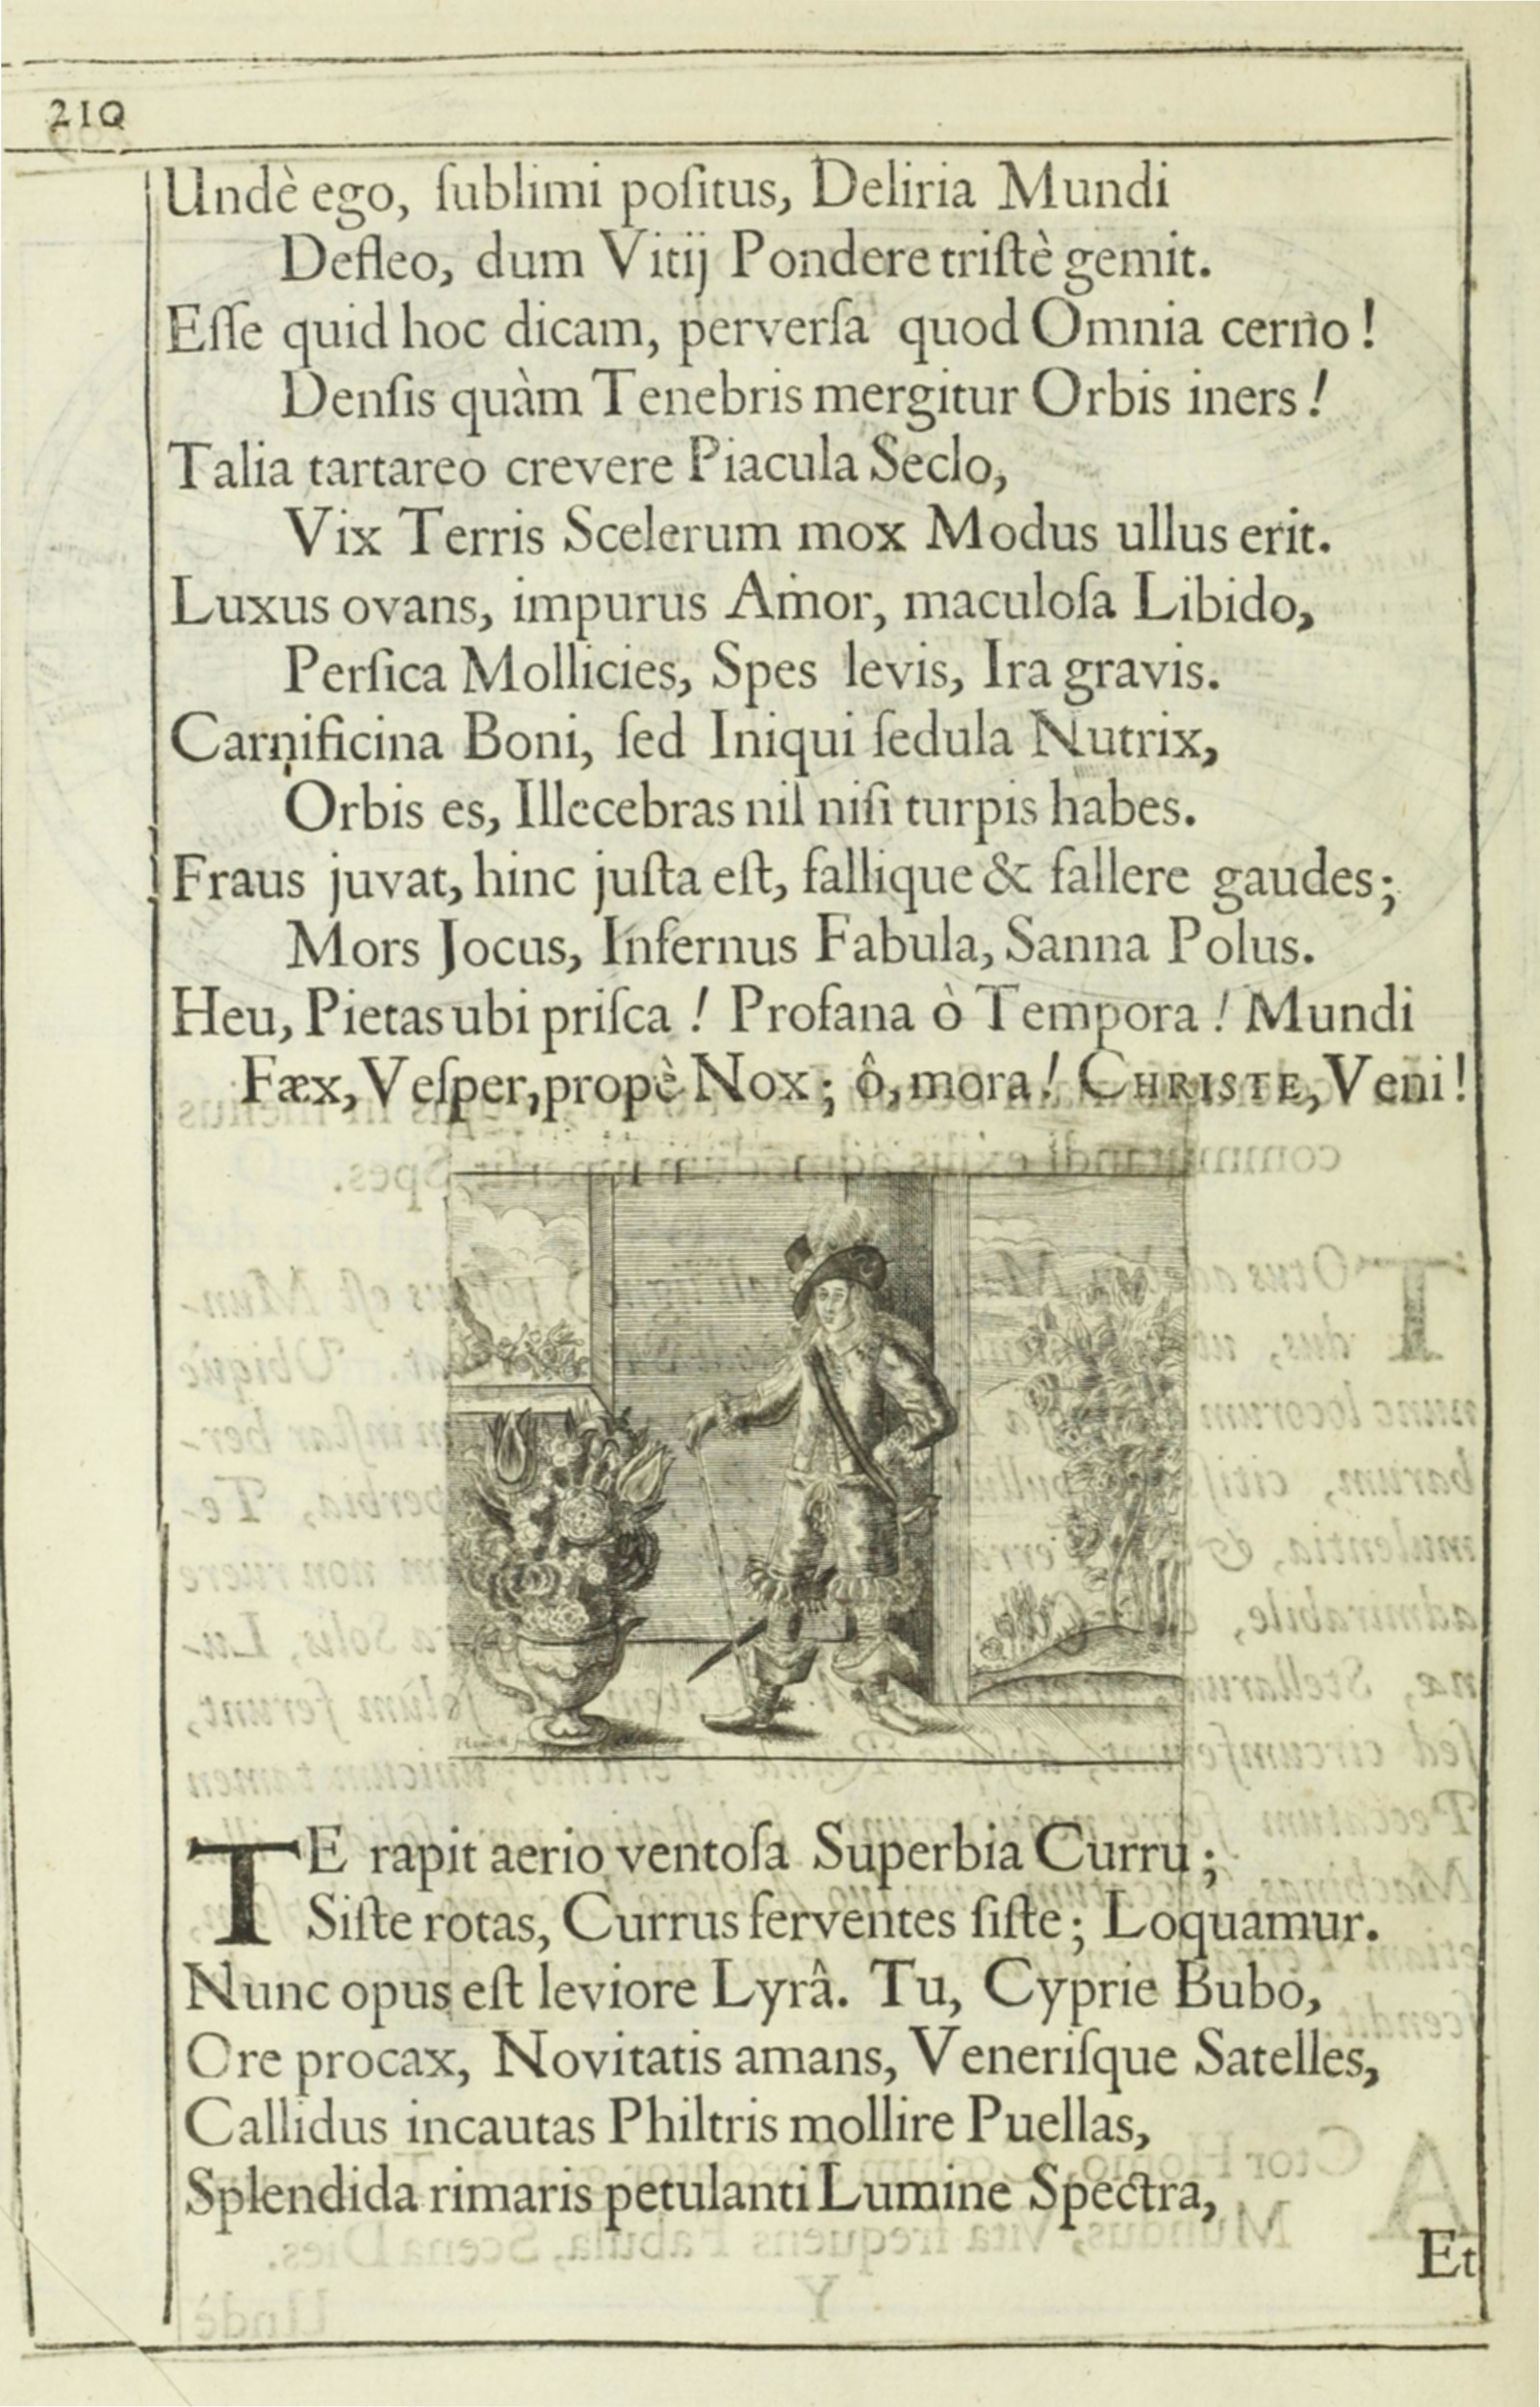 210
Undè ego, ſublimi poſitus, Deliria Mundi
Defleo, dum Vitij Pondere triſtè gemit.
Eſſe quid hoc dicam, perverſa quod Omnia cerno!
Denſis quàm Tenebris mergitur Orbis iners!
Talia tartareo crevere Piacula Seclo,
Vix Terris Scelerum mox Modus ullus erit.
Luxus ovans, impurus Amor, maculoſa Libido,
Perſica Mollicies, Spes levis, Ira gravis.
Carnificina Boni, ſed Iniqui ſedula Nutrix,
Orbis es, Illecebras nil niſi turpis habes.
Fraus juvat, hinc juſta eſt, fallique & fallere gaudes;
Mors Jocus, Infernus Fabula, Sanna Polus.
Heu, Pietas ubi priſca! Profana ò Tempora! Mundi
Fæx, Veſper, propè Nox; ô, mora! CHRISTE, Veni!
TE rapit aerio ventoſa Superbia Curru;
Siſte rotas, Currus ferventes ſiſte; Loquamur.
Nunc opus eſt leviore Lyrâ. Tu, Cyprie Bubo,
Ore procax, Novitatis amans, Veneriſque Satelles,
Callidus incautas Philtris mollire Puellas,
Splendida rimaris petulanti Lumine Spectra,
Et